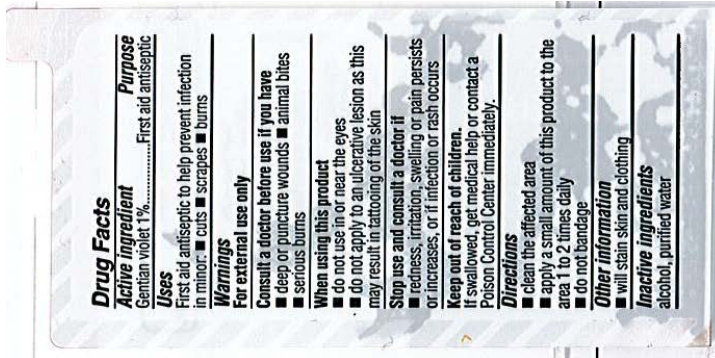 Drug Facts
Active ingredient Purpose
Gentian violet 1%..............First aid antiseptic
Uses
First aid antiseptic to help prevent infection
in minor: ■ cuts ■ scrapes ■ burns
Warnings
For external use only
Consult a doctor before use if you have
■ deep or puncture wounds ■ animal bites
■ serious burns
When using this product
■ do not use in or near the eyes
■ do not apply to an ulcerative lesion as this
may result in tattooing of the skin
Stop use and consult a doctor if
■ redness, irritation, swelling or pain persists
or increases, or if infection or rash occurs
Keep out of reach of children.
If swallowed, get medical help or contact a
Poison Control Center immediately.
Directions
■ clean the affected area
■ apply a small amount of this product to the
area 1 to 2 times daily
■ do not bandage
Other information
■ will stain skin and clothing
Inactive ingredients
alcohol, purified water